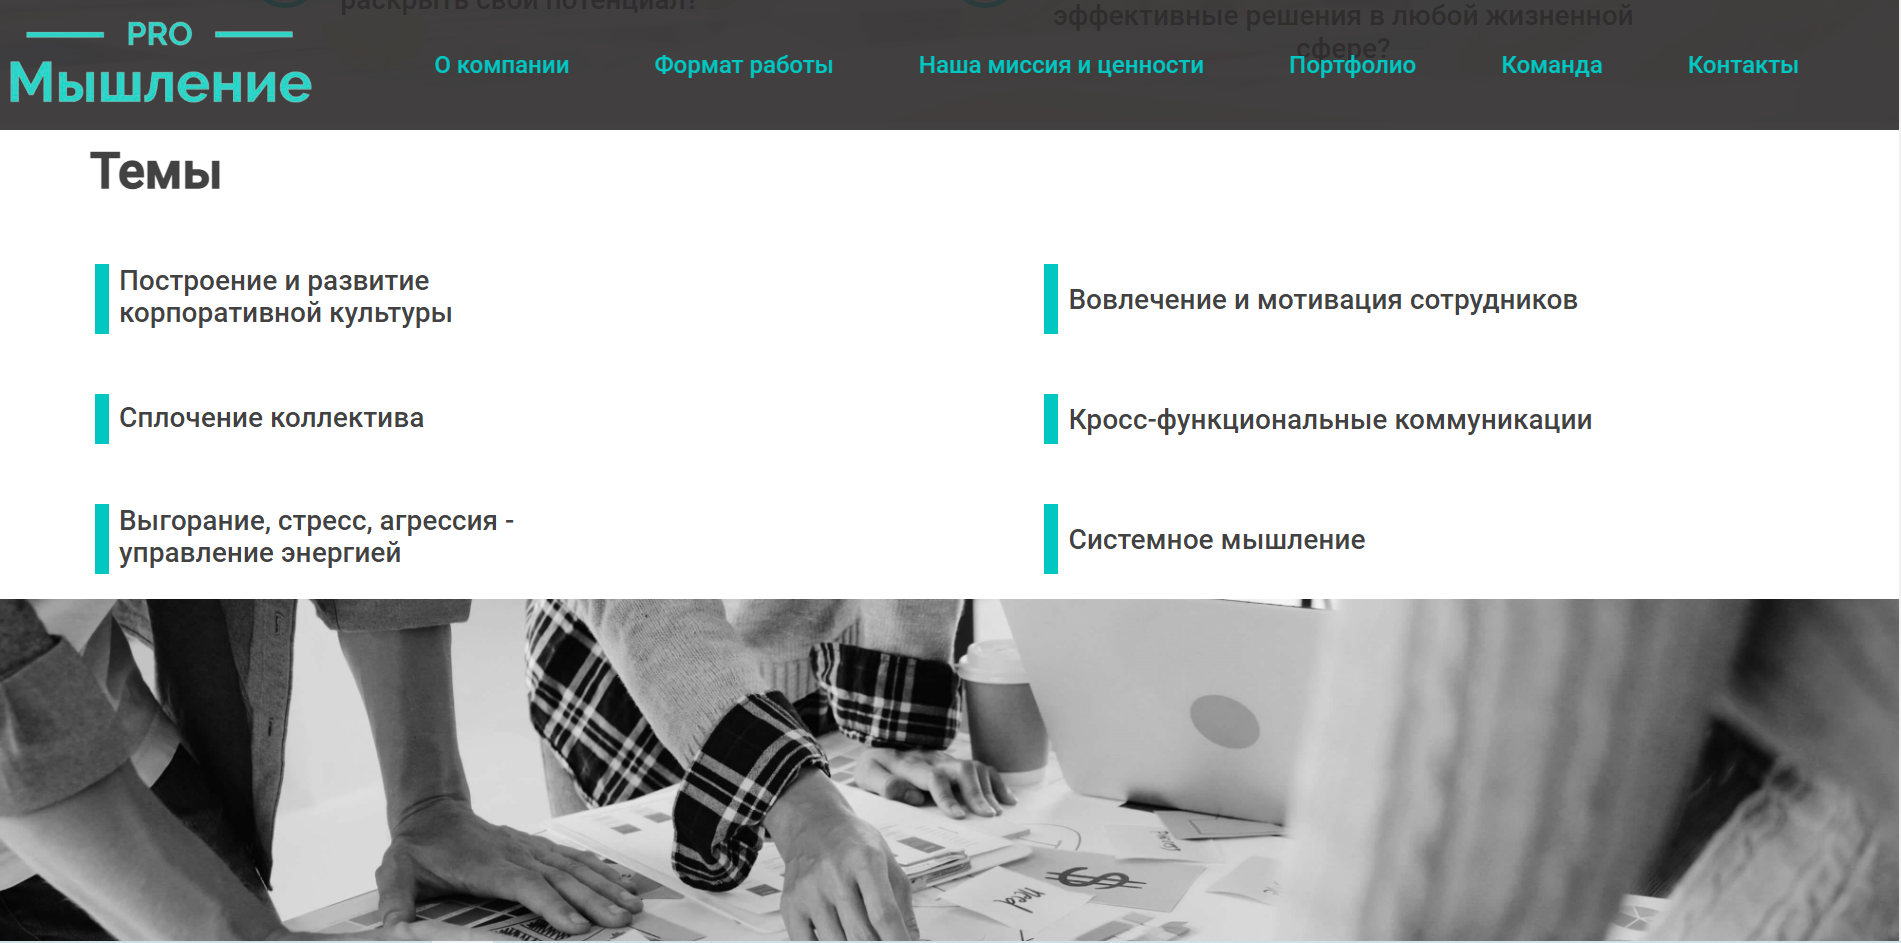 раскрыть свой потенциал?
эффективные решения в любой жизненной
сфере?
PRO
Мышление
О компании
Формат работы
Наша миссия и ценности
Портфолио
Команда
Контакты
Темы
Построение и развитие
корпоративной культуры
Вовлечение и мотивация сотрудников
Сплочение коллектива
Кросс-функциональные коммуникации
Выгорание, стресс, агрессия -
управление энергией
Системное мышление
need
$